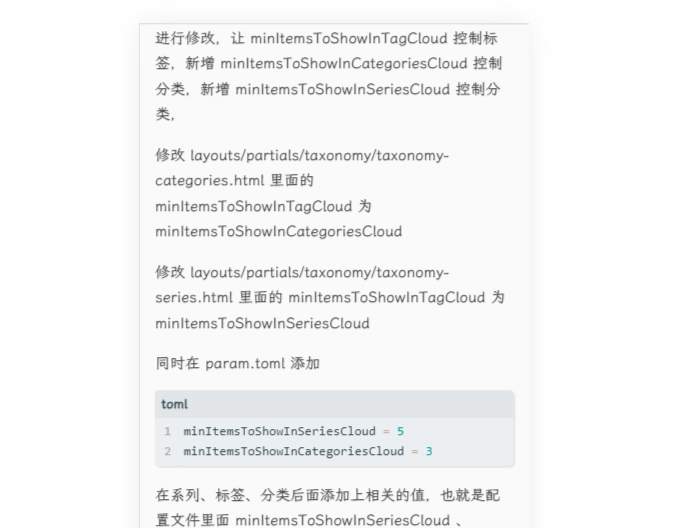 进行修改，让 minItemsToShowInTagCloud 控制标
签，新增 minItemsToShowInCategoriesCloud 控制
分类，新增 minItemsToShowInSeriesCloud 控制分
类，
修改 layouts/partials/taxonomy/taxonomy-
categories.html 里面的
minItemsToShowInTagCloud 为
minItemsToShowInCategoriesCloud
修改 layouts/partials/taxonomy/taxonomy-
series.html 里面的 minItemsToShowInTagCloud 为
minItemsToShowInSeriesCloud
同时在 param.toml 添加
toml
1 minItemsToShowInSeriesCloud = 5
2 minItemsToShowInCategoriesCloud = 3
在系列、标签、分类后面添加上相关的值，也就是配
置文件里面 minItemsToShowInSeriesCloud 、